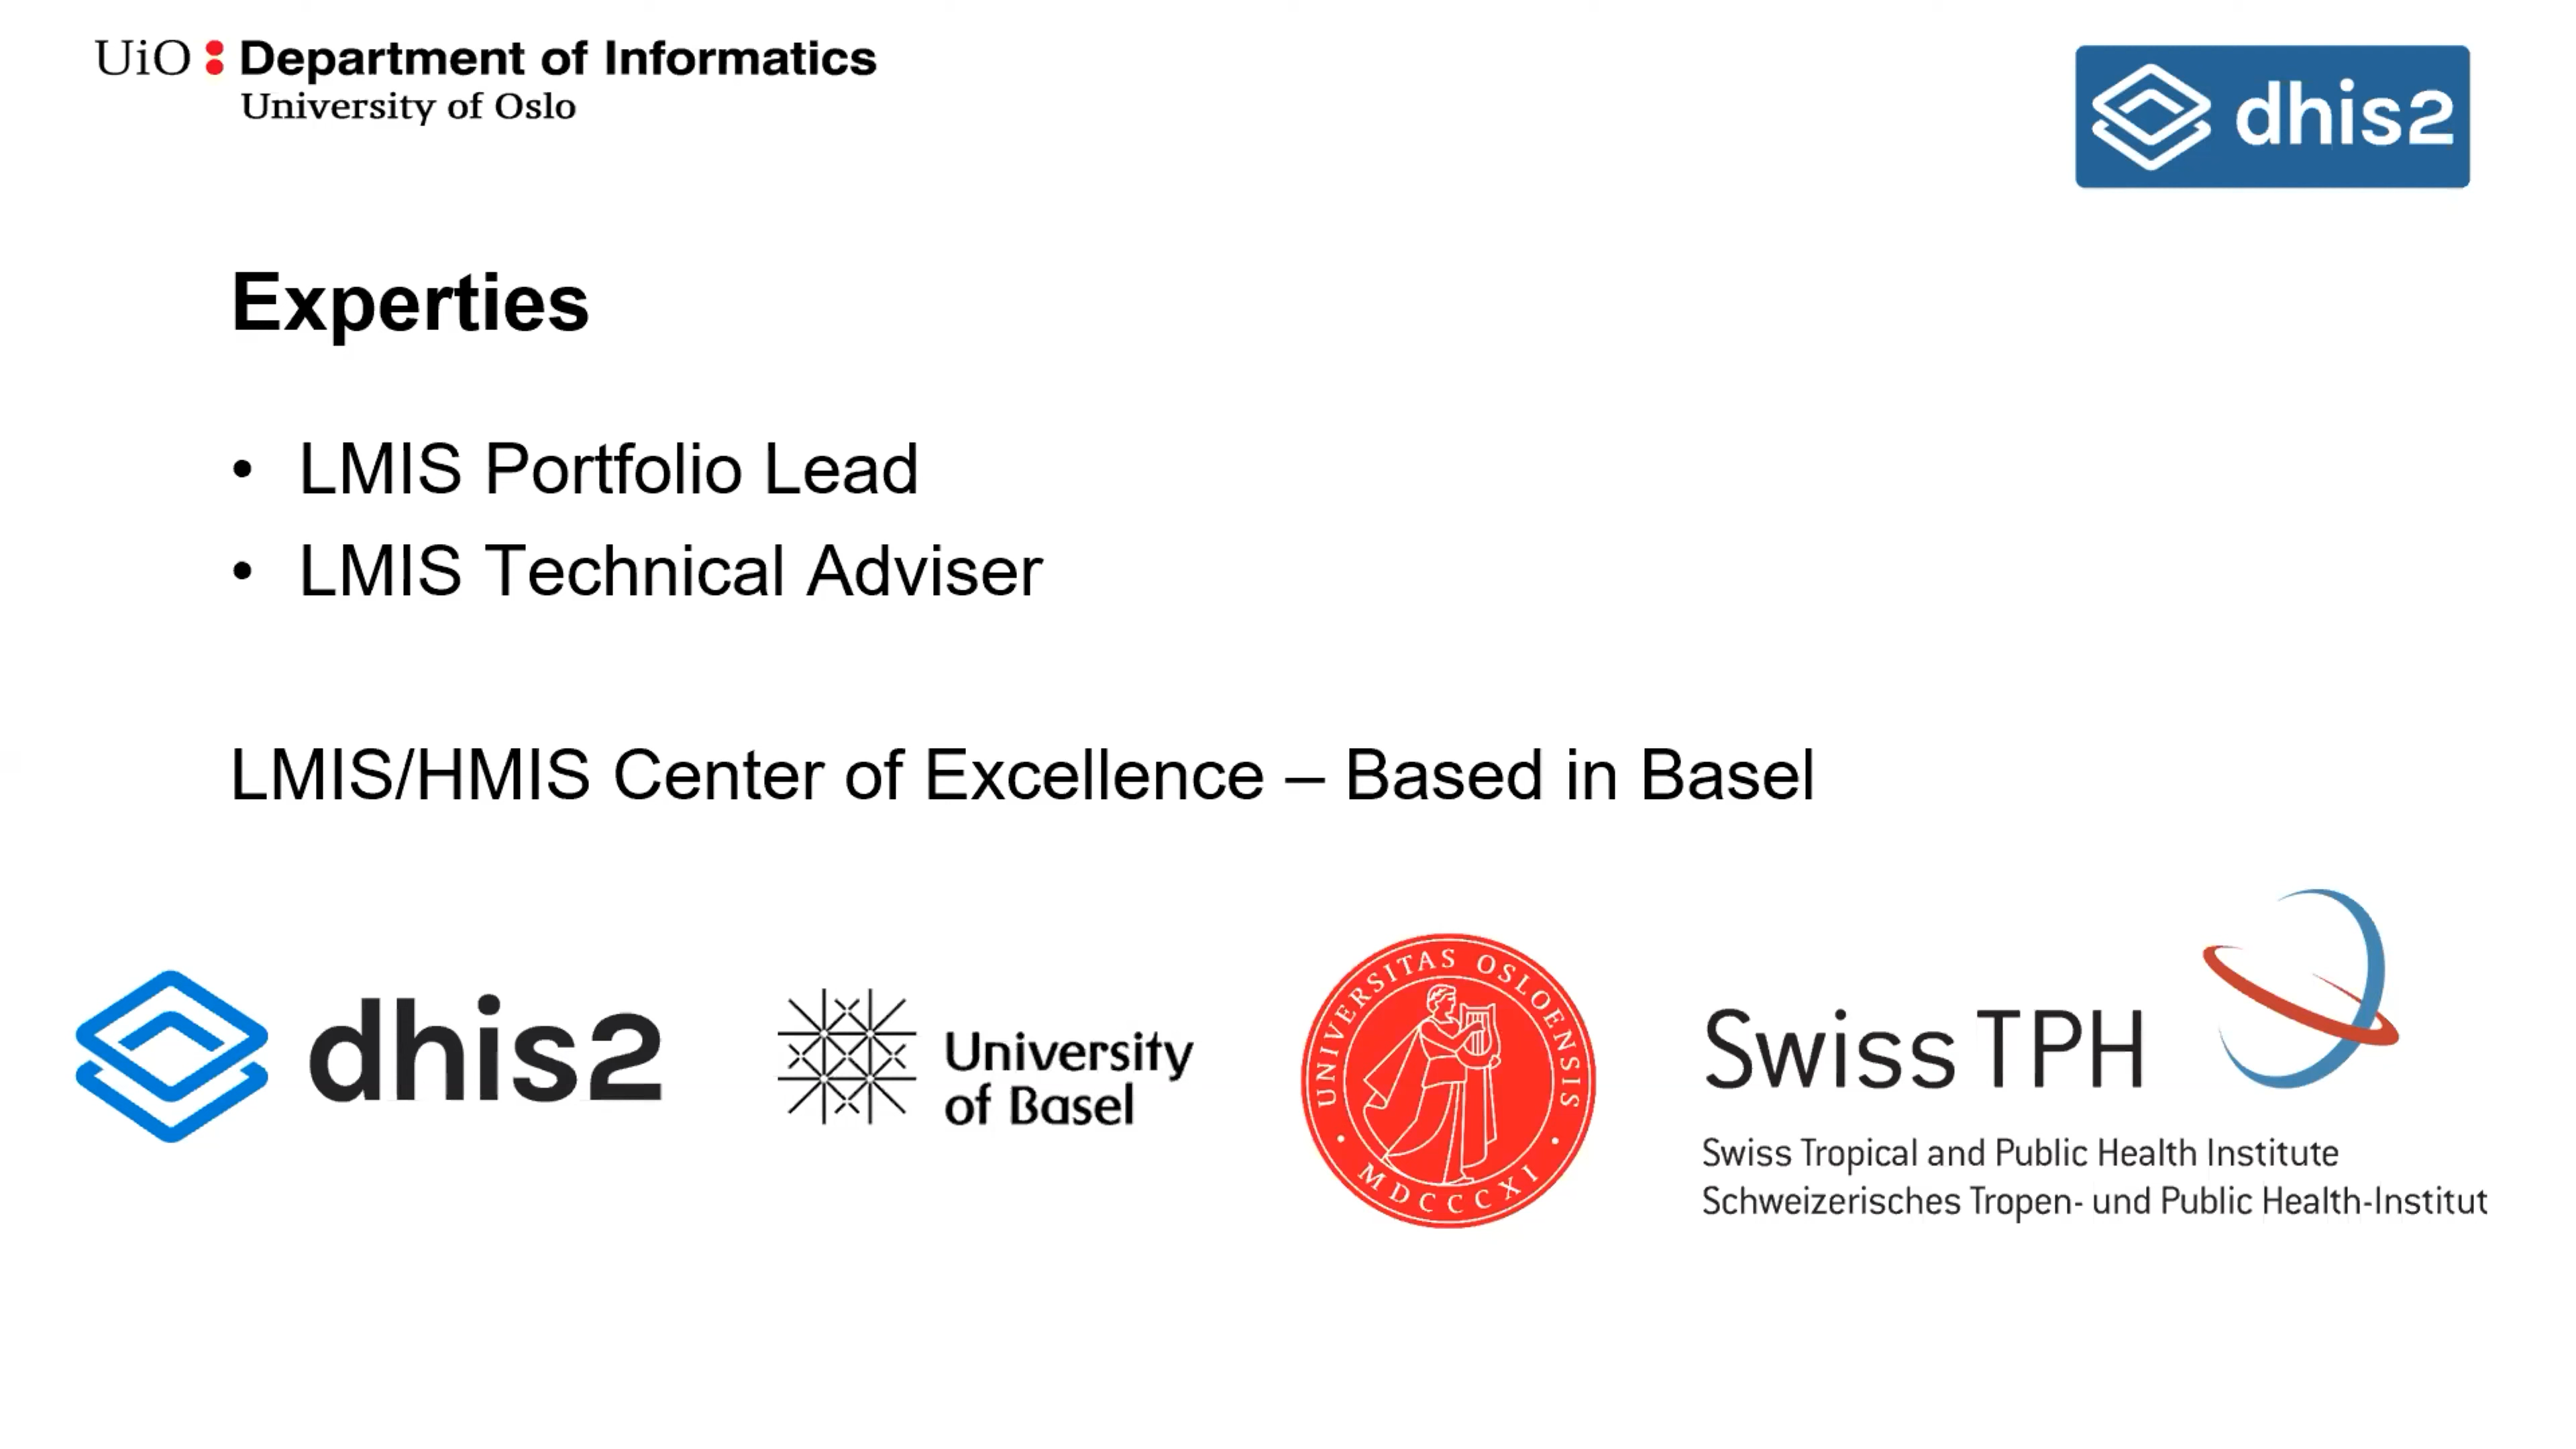 UiO : Department of Informatics
University of Oslo
dhis2
Experties
• LMIS Portfolio Lead
• LMIS Technical Adviser
LMIS/HMIS Center of Excellence – Based in Basel
dhis2
University
of Basel
UNIVERSITAS OSLOENSIS
• MDCCCXI •
Swiss TPH
Swiss Tropical and Public Health Institute
Schweizerisches Tropen- und Public Health-Institut